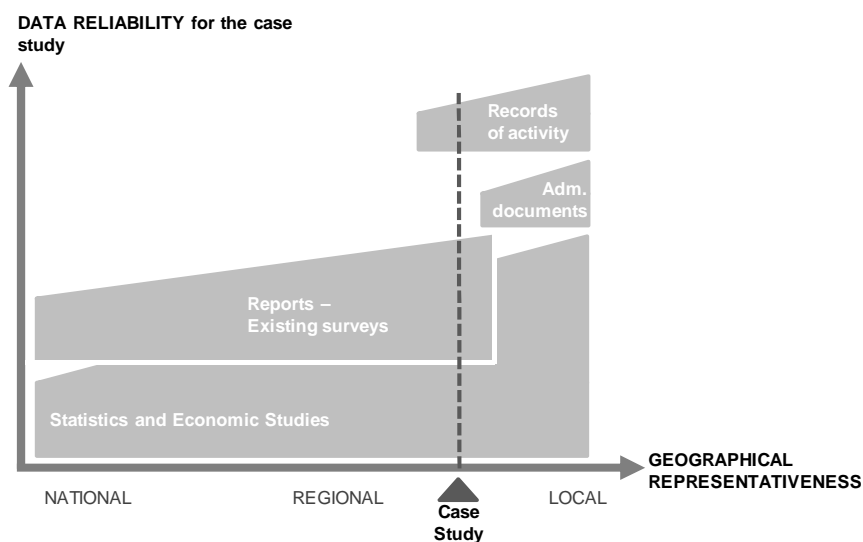 DATA RELIABILITY for the case
study
Records
of activity
Adm.
documents
Reports –
Existing surveys
Statistics and Economic Studies
GEOGRAPHICAL
REPRESENTATIVENESS
NATIONAL
REGIONAL
LOCAL
Case
Study